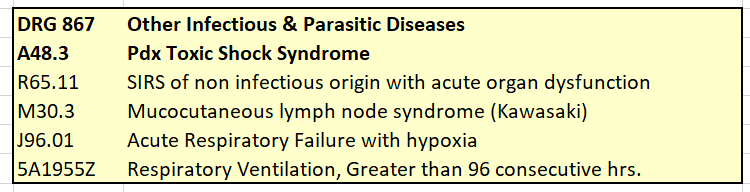 DRG 867 Other Infectious & Parasitic Diseases
A48.3 Pdx Toxic Shock Syndrome
R65.11 SIRS of non infectious origin with acute organ dysfunction
M30.3 Mucocutaneous lymph node syndrome (Kawasaki)
J96.01 Acute Respiratory Failure with hypoxia
5A1955Z Respiratory Ventilation, Greater than 96 consecutive hrs.